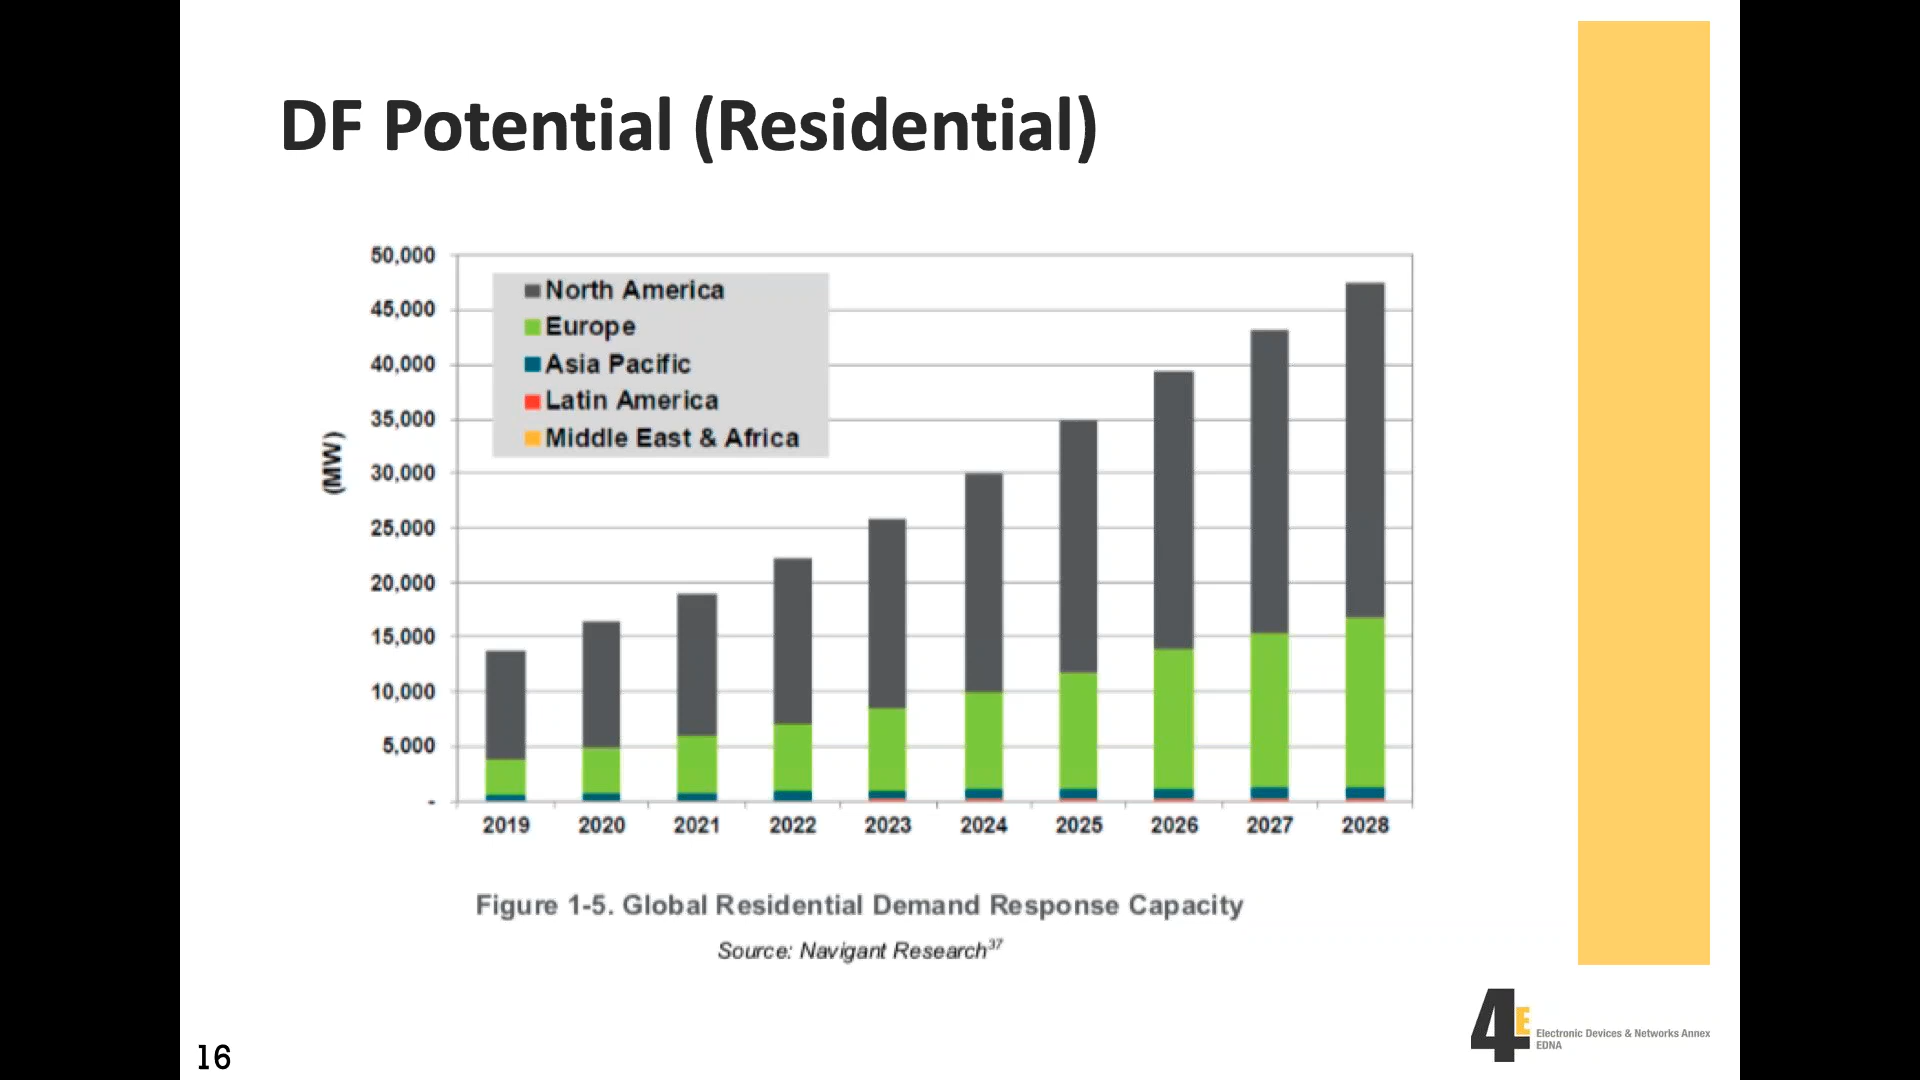 DF Potential (Residential)
50,000
45,000
40,000
35,000
30,000
25,000
20,000
15,000
10,000
5,000
-
(MW)
North America
Europe
Asia Pacific
Latin America
Middle East & Africa
2019 2020 2021 2022 2023 2024 2025 2026 2027 2028
Figure 1-5. Global Residential Demand Response Capacity
Source: Navigant Research37
16
4E
Electronic Devices & Networks Annex
EDNA